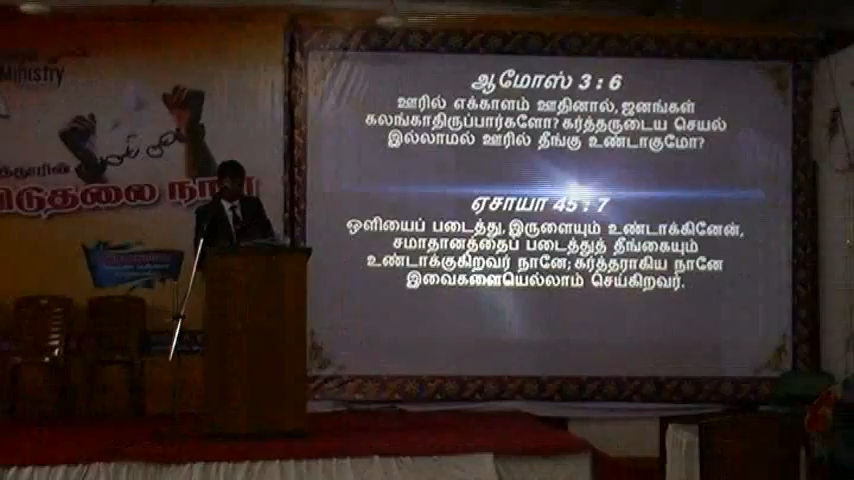 Ministry
த்தாரின்
விடுதலை நாள்
ஆமோஸ் 3 : 6
ஊரில் எக்காளம் ஊதினால், ஜனங்கள்
கலங்காதிருப்பார்களோ? கர்த்தருடைய செயல்
இல்லாமல் ஊரில் தீங்கு உண்டாகுமோ?
ஏசாயா 45 : 7
ஒளியைப் படைத்து, இருளையும் உண்டாக்கினேன்,
சமாதானத்தைப் படைத்துத் தீங்கையும்
உண்டாக்குகிறவர் நானே; கர்த்தராகிய நானே
இவைகளையெல்லாம் செய்கிறவர்.